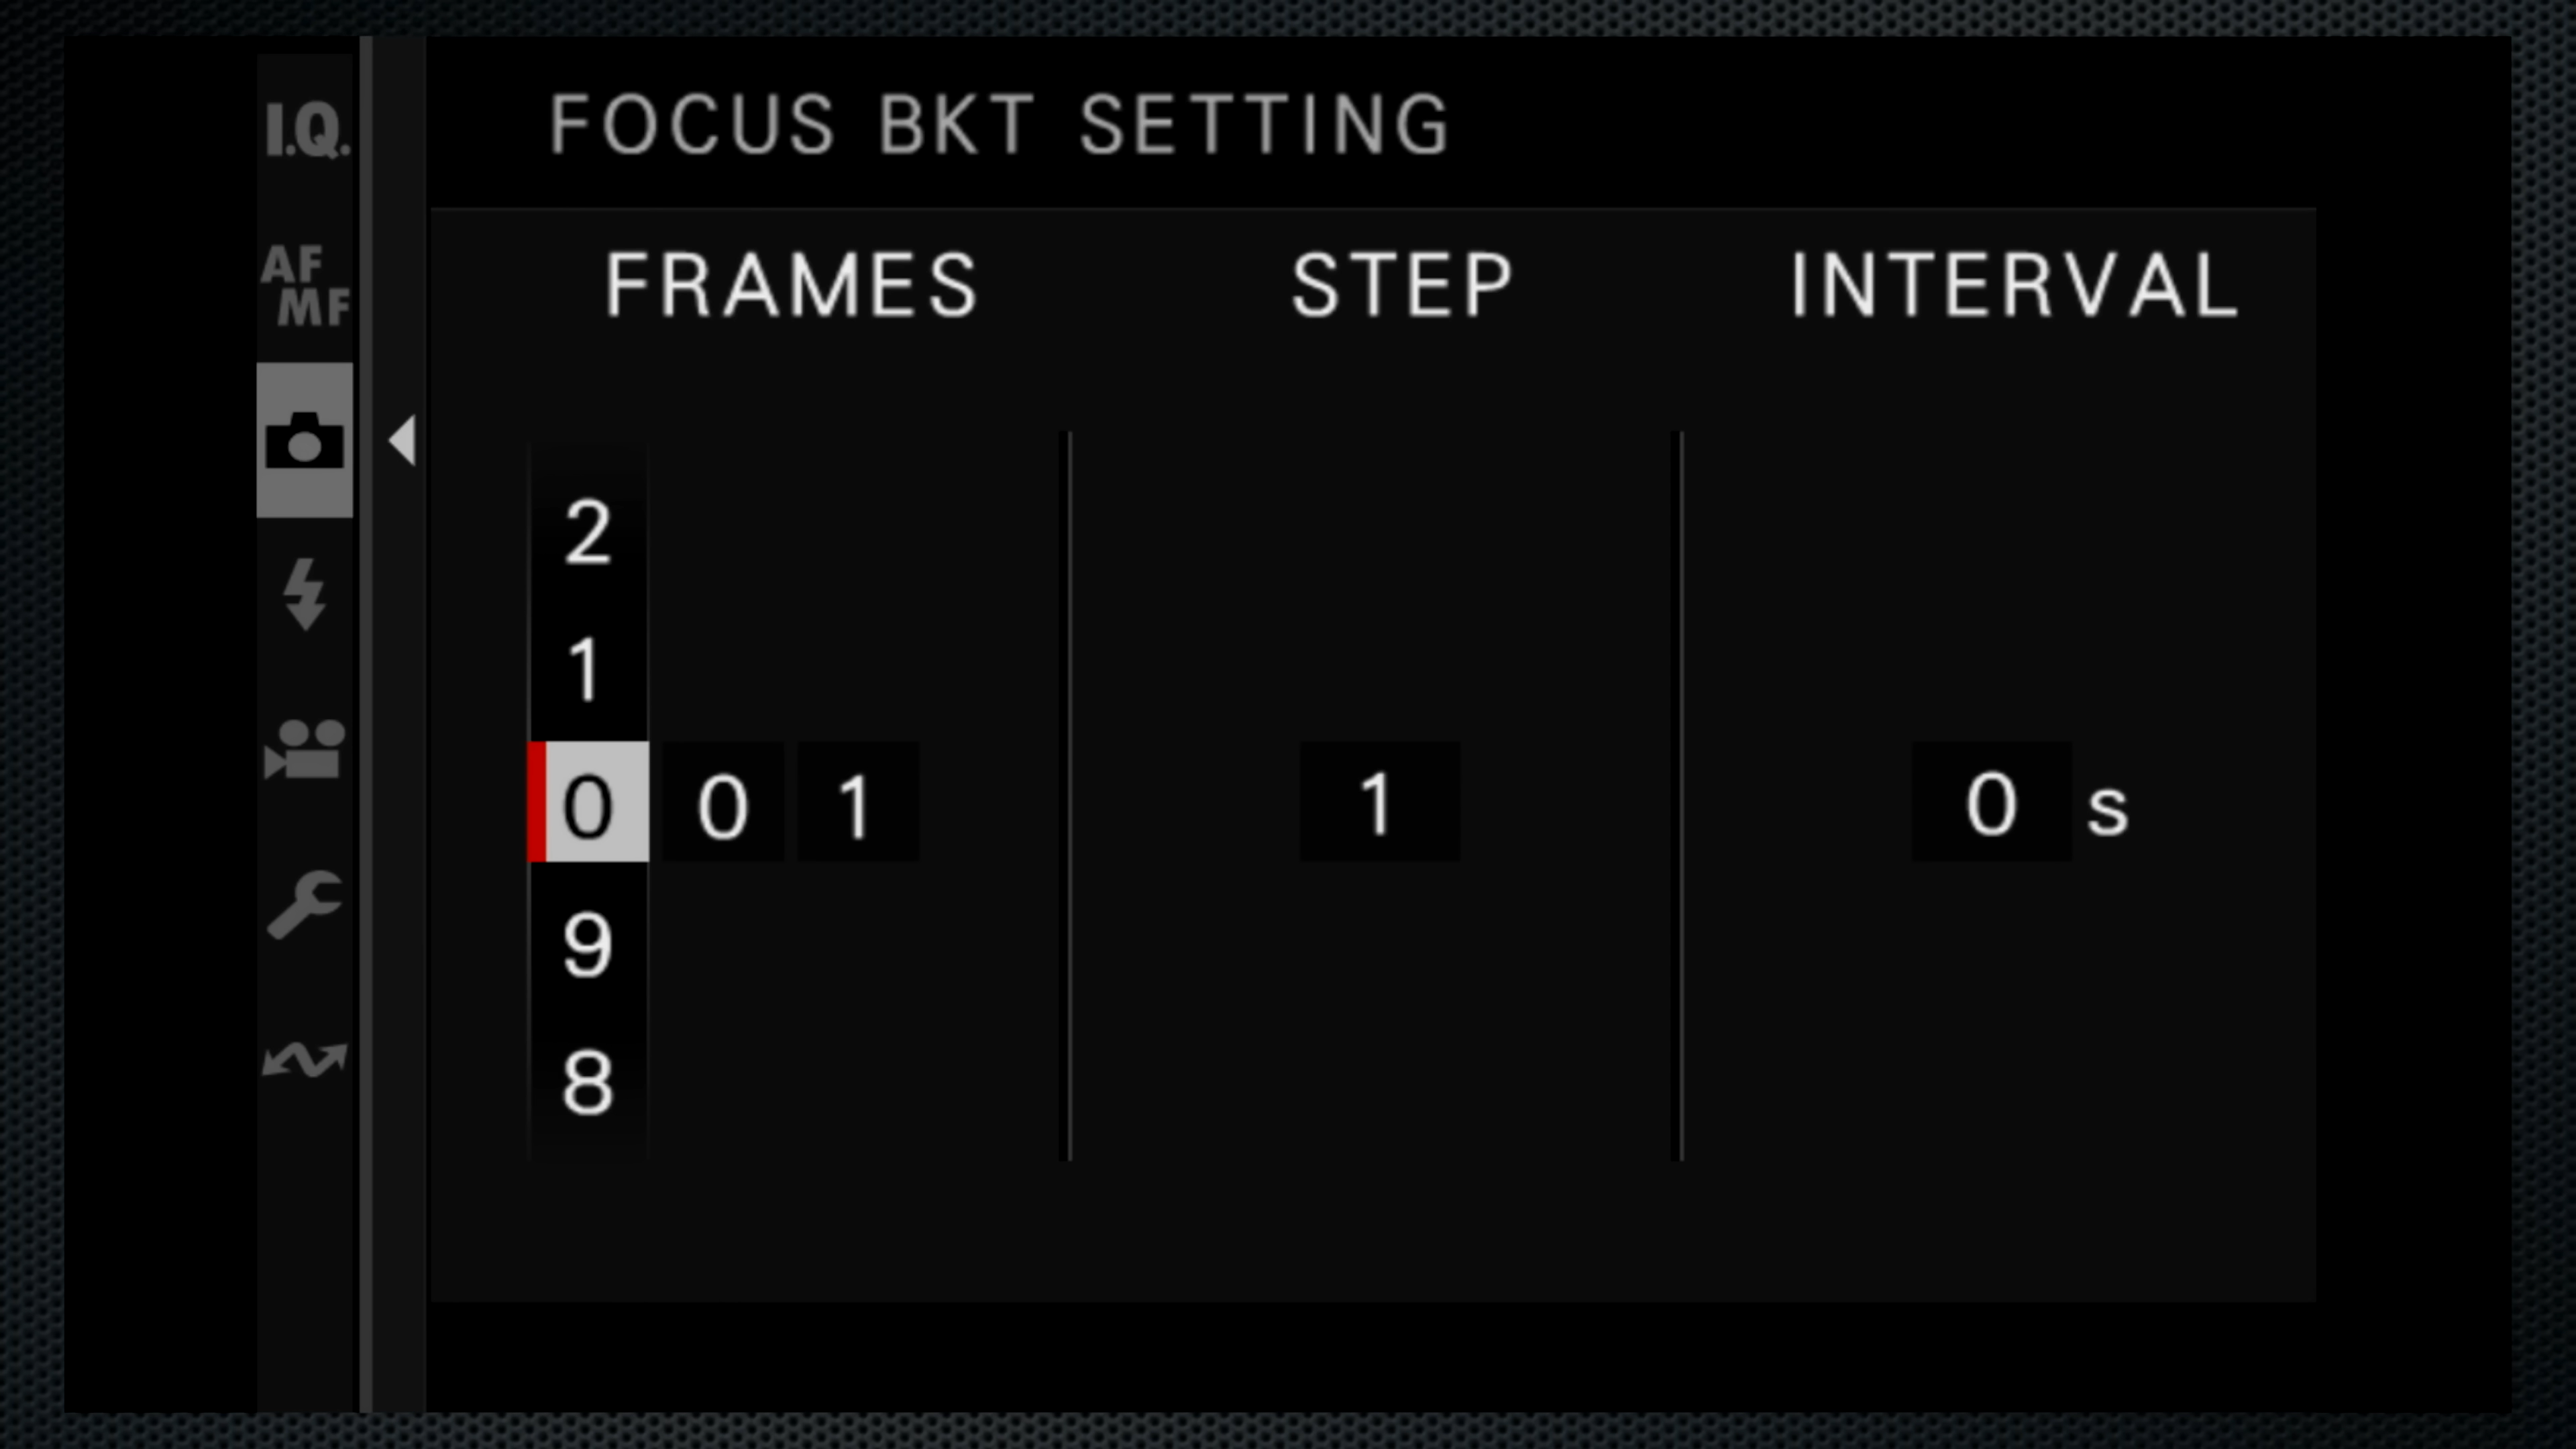 I.Q.
AF
MF
FOCUS BKT SETTING
FRAMES STEP INTERVAL
2
1
0 0 1 1 0 s
9
8